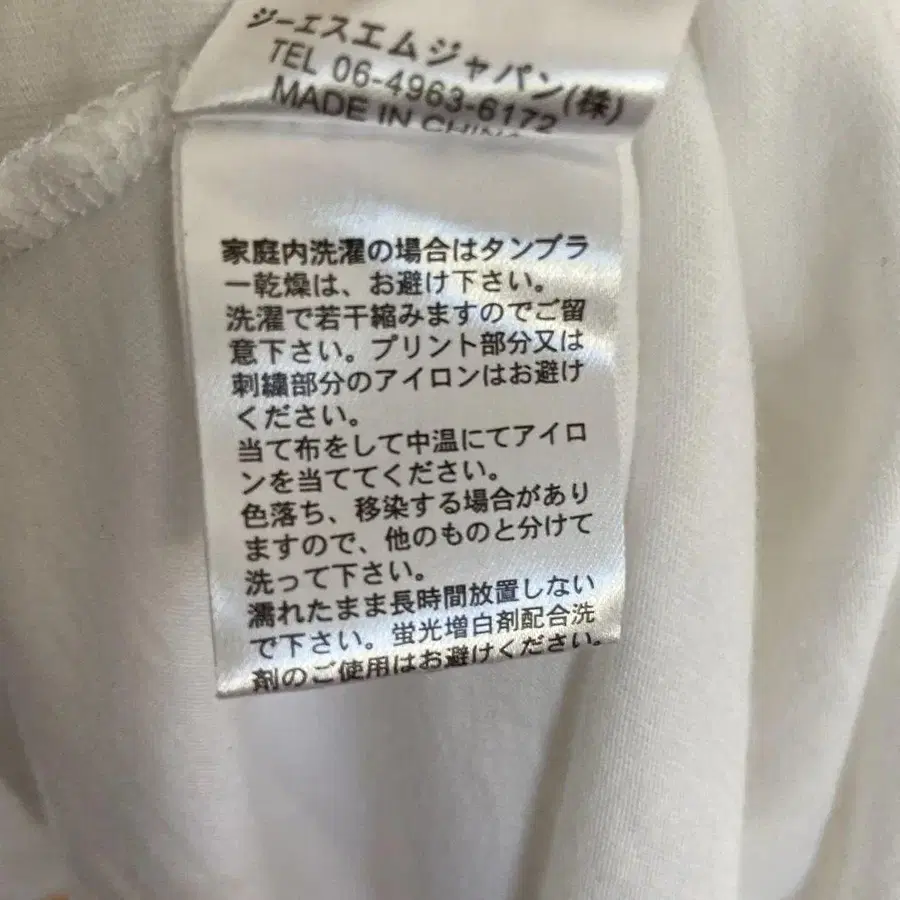 ジーエスエムジャパン(株)
TEL 06-4963-6172
MADE IN CHINA
家庭内洗濯の場合はタンブラ
ー乾燥は、お避け下さい。
洗濯で若干縮みますのでご留
意下さい。プリント部分又は
刺繍部分のアイロンはお避け
ください。
当て布をして中温にてアイロ
ンを当ててください。
色落ち、移染する場合があり
ますので、他のものと分けて
洗って下さい。
濡れたまま長時間放置しない
で下さい。蛍光増白剤配合洗
剤のご使用はお避けください。